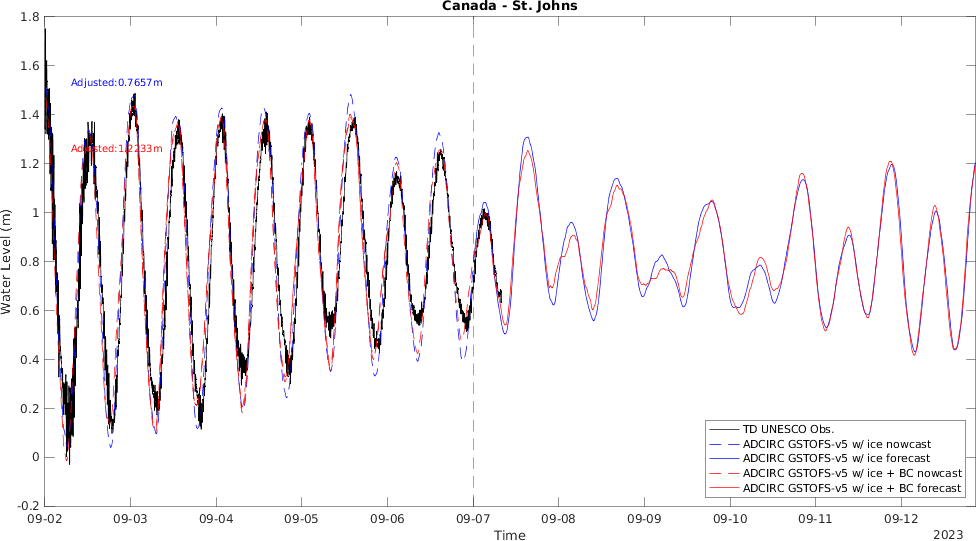 Canada - St. Johns
1.8
1.6
1.4
1.2
1
0.8
0.6
0.4
0.2
0
-0.2
Water Level (m)
Adjusted:0.7657m
Adjusted:1.2233m
TD UNESCO Obs.
ADCIRC GSTOFS-v5 w/ ice nowcast
ADCIRC GSTOFS-v5 w/ ice forecast
ADCIRC GSTOFS-v5 w/ ice + BC nowcast
ADCIRC GSTOFS-v5 w/ ice + BC forecast
09-02 09-03 09-04 09-05 09-06 09-07 09-08 09-09 09-10 09-11 09-12
Time
2023